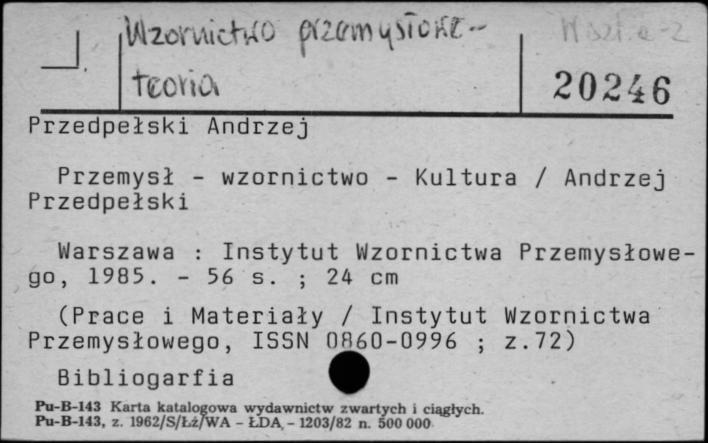 Wzornictwo przemysłowe -
teoria
20246
Przedpełski Andrzej
Przemysł - wzornictwo - Kultura / Andrzej
Przedpełski
Warszawa : Instytut Wzornictwa Przemysłowe-
go, 1985. - 56 s. ; 24 cm
(Prace i Materiały / Instytut Wzornictwa
Przemysłowego, ISSN 0860-0996 ; z.72)
Bibliogarfia
Pu-B-143 Karta katalogowa wydawnictw zwartych i ciągłych.
Pu-B-143, z. 1962/S/Łż/WA - ŁDA, - 1203/82 n. 500 000